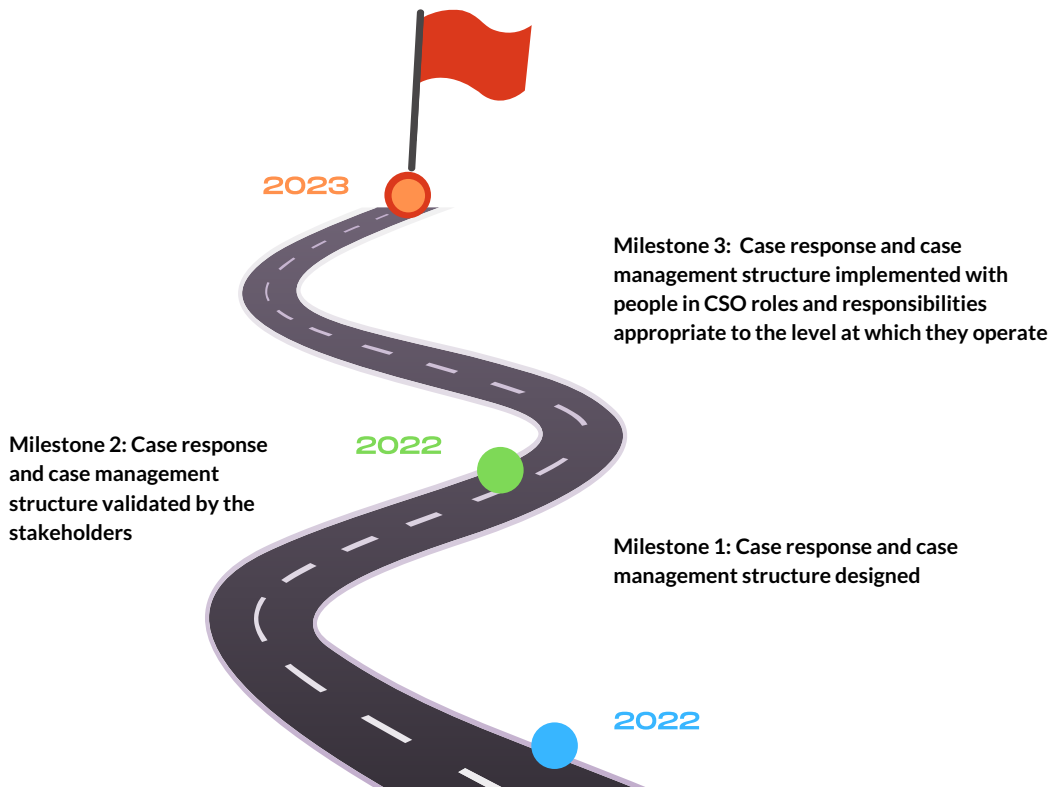 2023
Milestone 3:  Case response and case
management structure implemented with
people in CSO roles and responsibilities
appropriate to the level at which they operate
2022
Milestone 2: Case response
and case management
structure validated by the
stakeholders
Milestone 1: Case response and case
management structure designed
2022